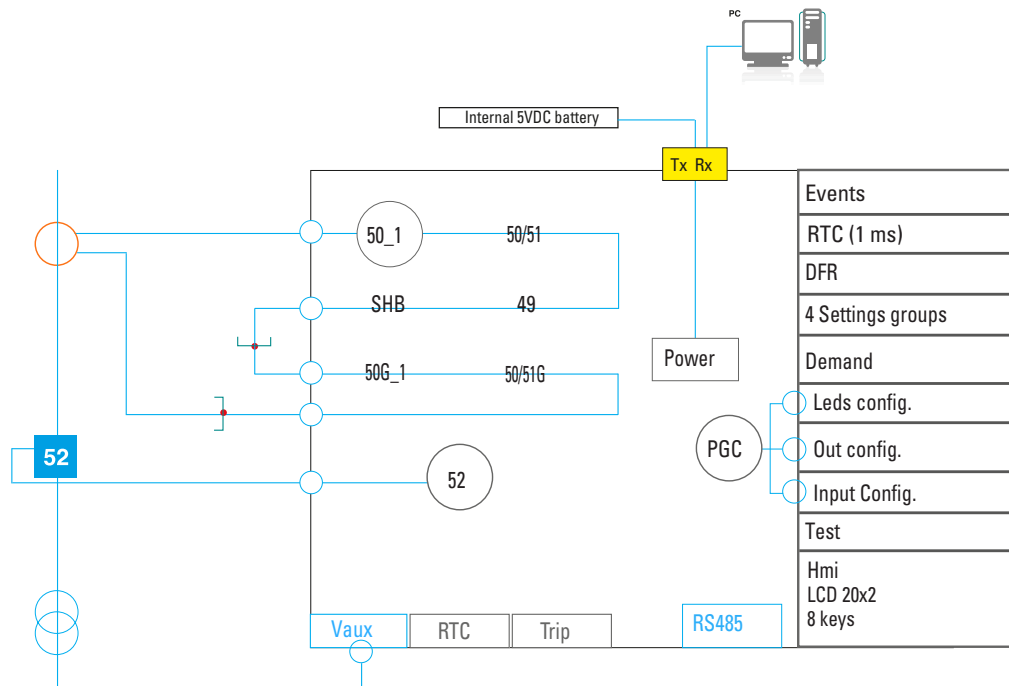 PC
Internal 5VDC battery
Tx Rx
Events
50_1
50/51
RTC (1 ms)
DFR
SHB
49
4 Settings groups
Power
Demand
50G_1
50/51G
Leds config.
52
PGC
Out config.
52
Input Config.
Test
Hmi
LCD 20x2
8 keys
Vaux
RTC
Trip
RS485